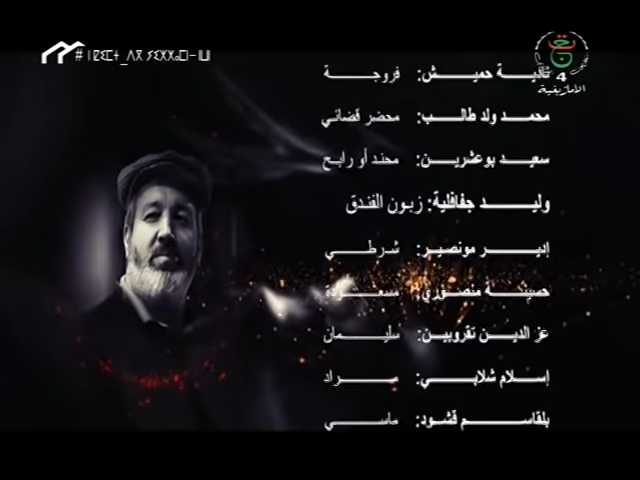 4
الأمازيغية
نادية حميش: فروجة
محمد ولد طالب: محضر قضائي
سعيد بوعشرين: محند أو رابح
وليد جفافلية: زبون الفندق
إدير مونصير: شرطي
حسينة منصوري: مسعودة
عز الدين تقروبين: سليمان
إسلام شلابي: مراد
بلقاسم قشود: ماسي